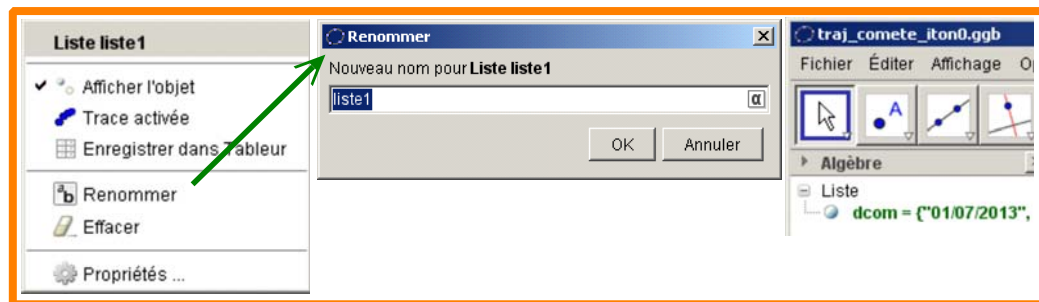 Liste liste1
Afficher l'objet
Trace activée
Enregistrer dans Tableur
Renommer
Effacer
Propriétés ...
Renommer
Nouveau nom pour Liste liste1
liste1
α
OK
Annuler
traj_comete_iton0.ggb
Fichier Éditer Affichage
A
Algèbre
Liste
dcom = {"01/07/2013",